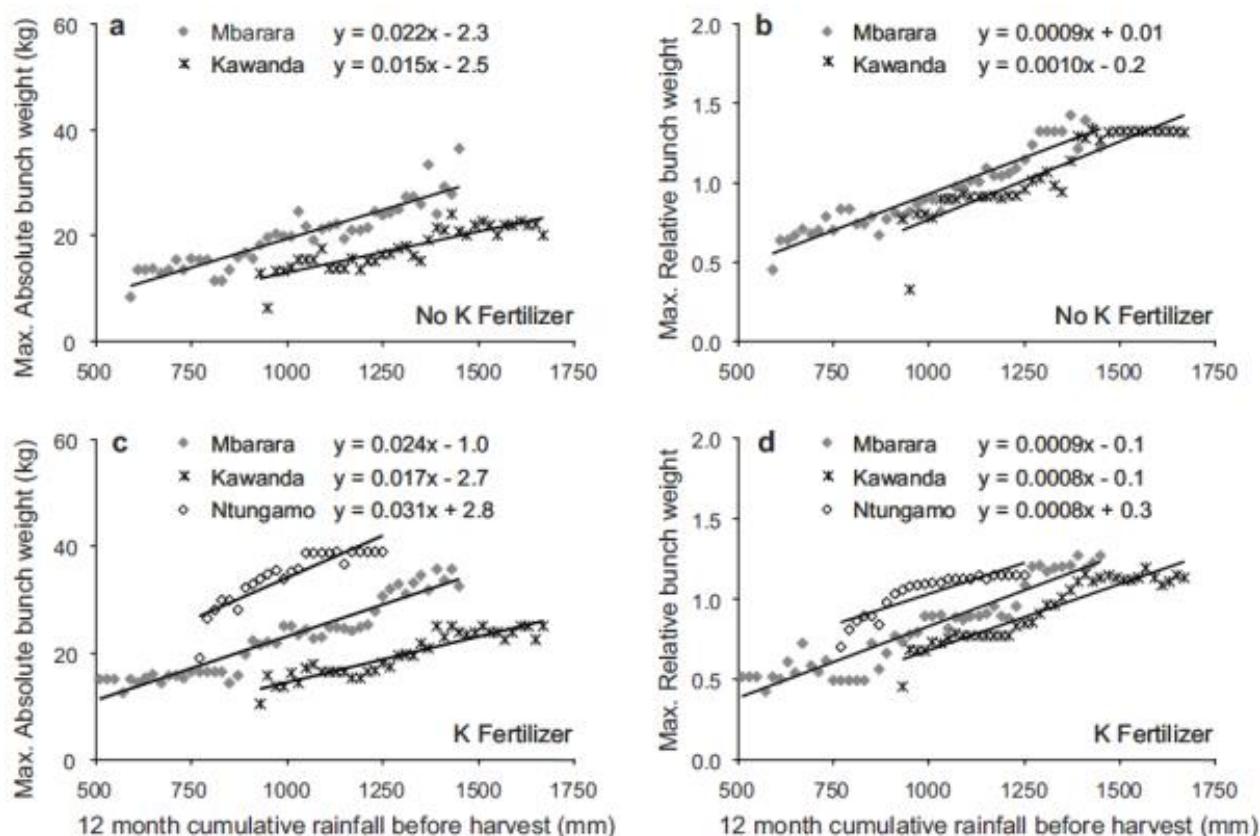 a
Mbarara y = 0.022x - 2.3
Kawanda y = 0.015x - 2.5
Max. Absolute bunch weight (kg)
60
40
20
0
No K Fertilizer
500 750 1000 1250 1500 1750
b
Mbarara y = 0.0009x + 0.01
Kawanda y = 0.0010x - 0.2
Max. Relative bunch weight
2.0
1.5
1.0
0.5
0.0
No K Fertilizer
500 750 1000 1250 1500 1750
c
Mbarara y = 0.024x - 1.0
Kawanda y = 0.017x - 2.7
Ntungamo y = 0.031x + 2.8
Max. Absolute bunch weight (kg)
60
40
20
0
K Fertilizer
500 750 1000 1250 1500 1750
12 month cumulative rainfall before harvest (mm)
d
Mbarara y = 0.0009x - 0.1
Kawanda y = 0.0008x - 0.1
Ntungamo y = 0.0008x + 0.3
Max. Relative bunch weight
2.0
1.5
1.0
0.5
0.0
K Fertilizer
500 750 1000 1250 1500 1750
12 month cumulative rainfall before harvest (mm)